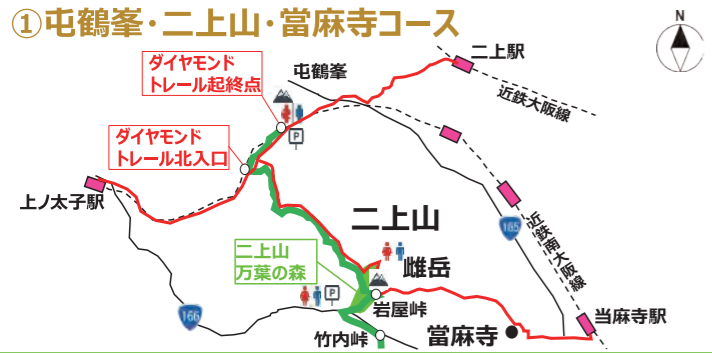 ①屯鶴峯・二上山・當麻寺コース
N
ダイヤモンド
トレール起終点
屯鶴峯
二上駅
近鉄大阪線
P
ダイヤモンド
トレール北入口
上ノ太子駅
二上山
165
近鉄南大阪線
二上山
万葉の森
雌岳
P
岩屋峠
166
竹内峠
當麻寺
当麻寺駅